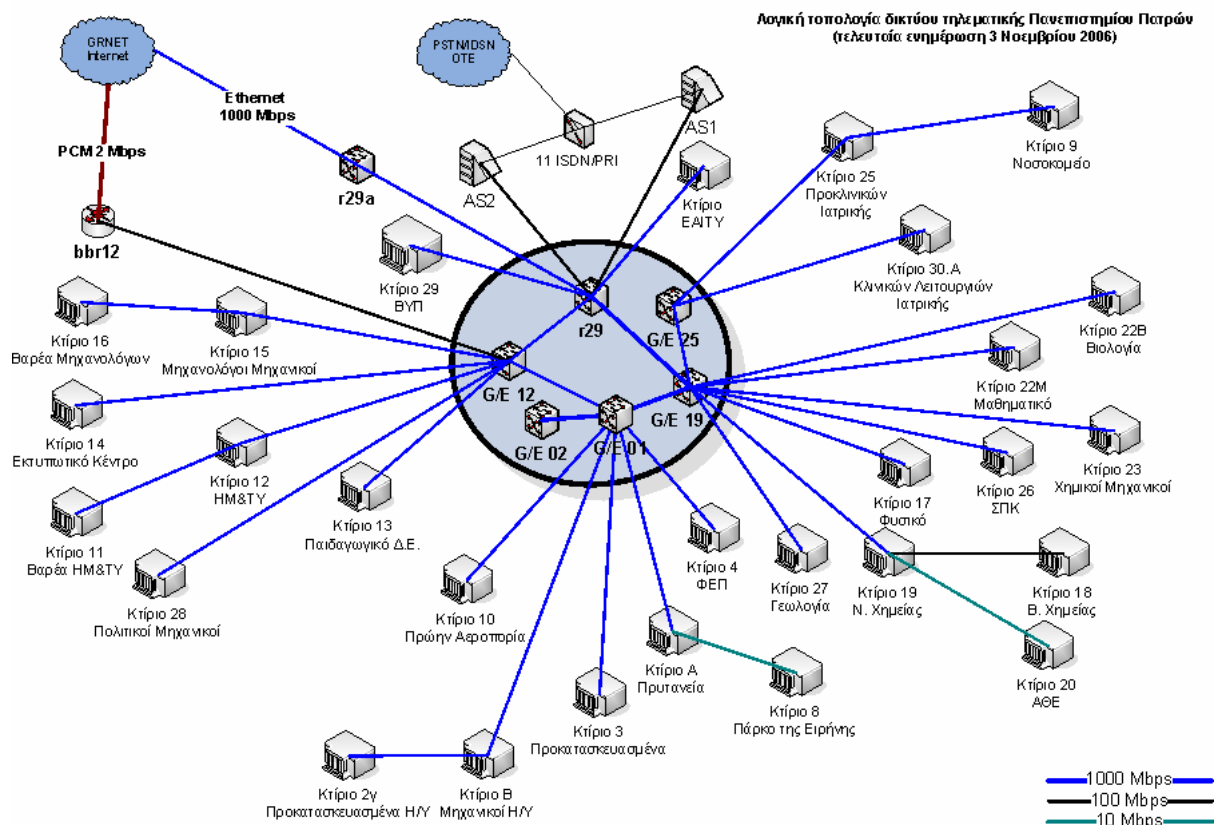 Λογική τοπολογία δικτύου τηλεματικής Πανεπιστημίου Πατρών
(τελευταία ενημέρωση 3 Νοεμβρίου 2006)
GRNET
Internet
PSTN/IDSN
OTE
Ethernet
1000 Mbps
PCM 2 Mbps
r29a
bbr12
11 ISDN/PRI
AS1
AS2
Κτίριο
ΕΑΙΤΥ
Κτίριο 25
Προκλινικών
Ιατρικής
Κτίριο 9
Νοσοκομείο
Κτίριο 29
ΒΥΠ
Κτίριο 30.Α
Κλινικών Λειτουργιών
Ιατρικής
r29
G/E 25
G/E 12
G/E 19
G/E 02
G/E 01
Κτίριο 22Β
Βιολογία
Κτίριο 16
Βαρέα Μηχανολόγων
Κτίριο 15
Μηχανολόγοι Μηχανικοί
Κτίριο 22Μ
Μαθηματικό
Κτίριο 14
Εκτυπωτικό Κέντρο
Κτίριο 12
ΗΜ&ΤΥ
Κτίριο 23
Χημικοί Μηχανικοί
Κτίριο 26
ΣΠΚ
Κτίριο 17
Φυσικό
Κτίριο 13
Παιδαγωγικό Δ.Ε.
Κτίριο 11
Βαρέα ΗΜ&ΤΥ
Κτίριο 4
ΦΕΠ
Κτίριο 27
Γεωλογία
Κτίριο 19
Ν. Χημείας
Κτίριο 18
Β. Χημείας
Κτίριο 28
Πολιτικοί Μηχανικοί
Κτίριο 10
Πρώην Αεροπορία
Κτίριο Α
Πρυτανεία
Κτίριο 20
ΑΘΕ
Κτίριο 8
Πάρκο της Ειρήνης
Κτίριο 3
Προκατασκευασμένα
Κτίριο 2γ
Προκατασκευασμένα Η/Υ
Κτίριο Β
Μηχανικοί Η/Υ
1000 Mbps
100 Mbps
10 Mbps